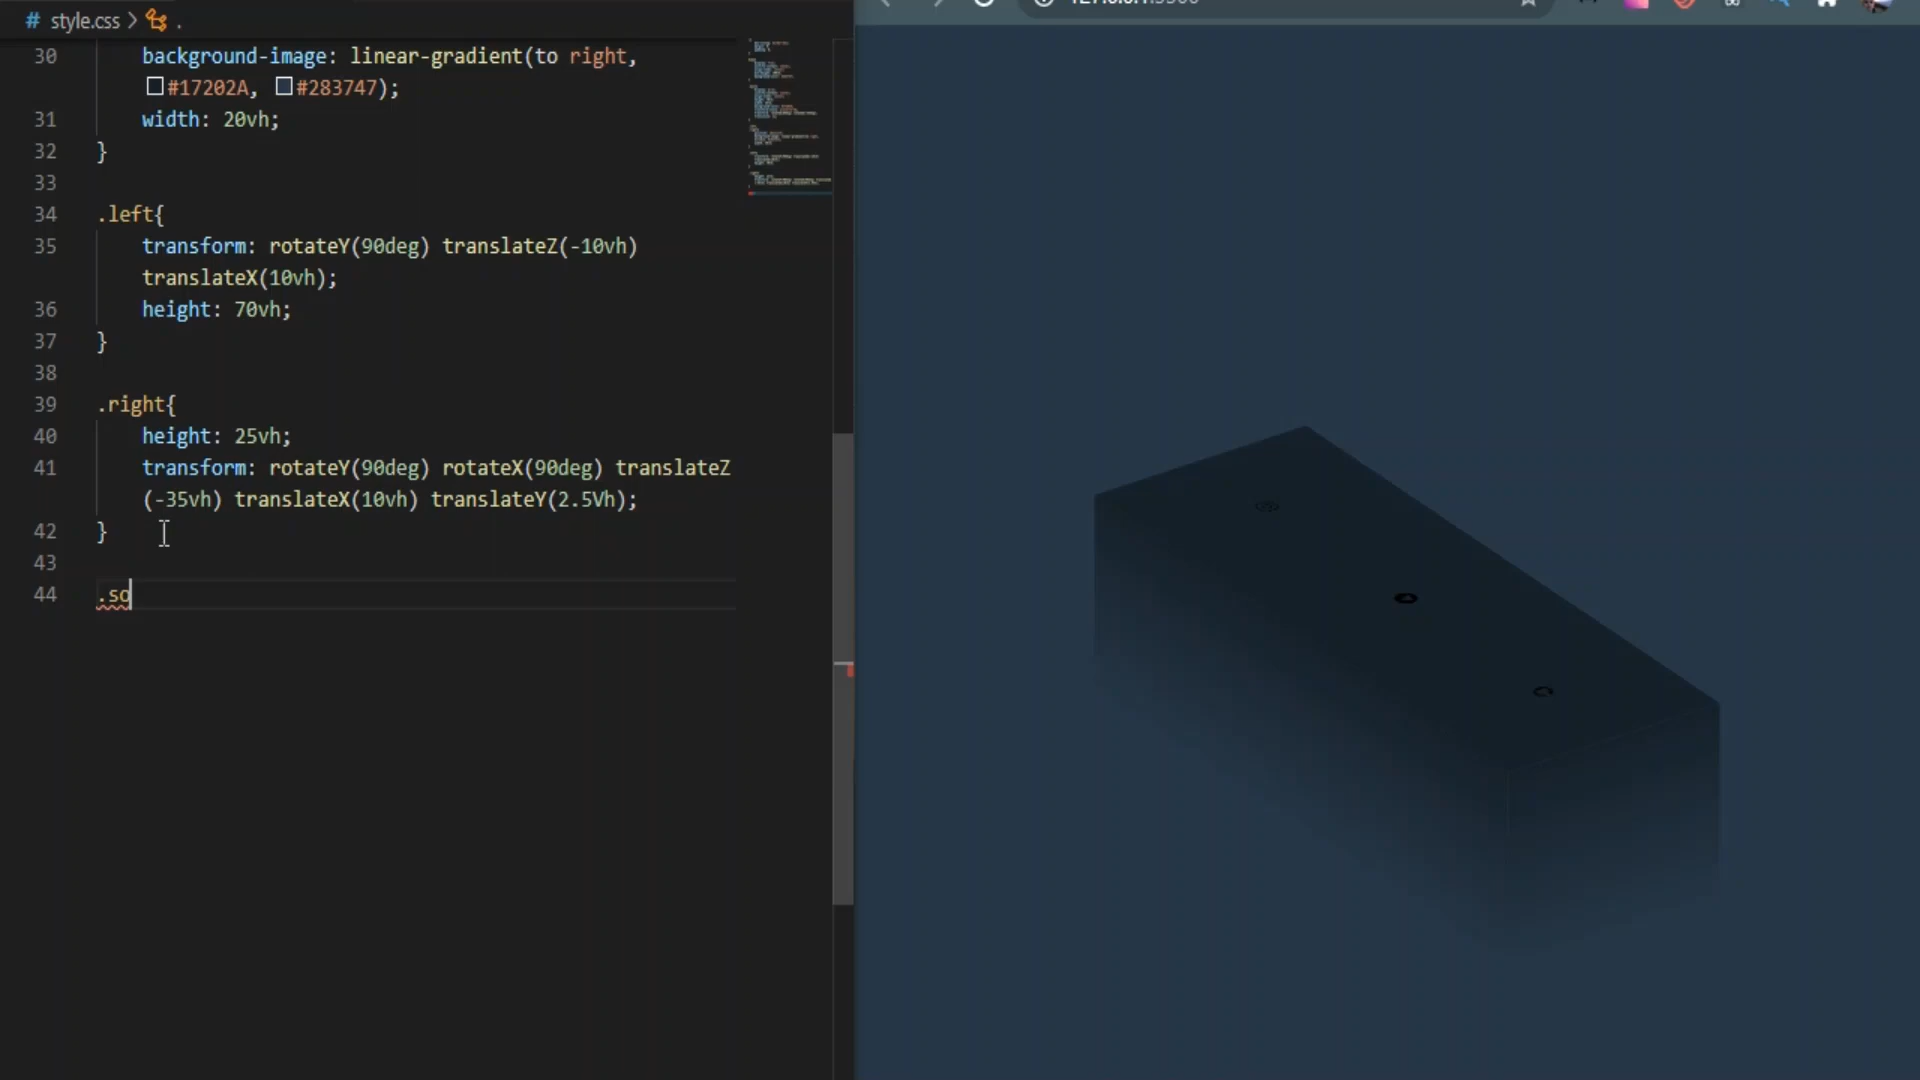 # style.css > .
30 background-image: linear-gradient(to right,
#17202A, #283747);
31 width: 20vh;
32 }
33
34 .left{
35 transform: rotateY(90deg) translateZ(-10vh)
translateX(10vh);
36 height: 70vh;
37 }
38
39 .right{
40 height: 25vh;
41 transform: rotateY(90deg) rotateX(90deg) translateZ
(-35vh) translateX(10vh) translateY(2.5Vh);
42 }
43
44 .so